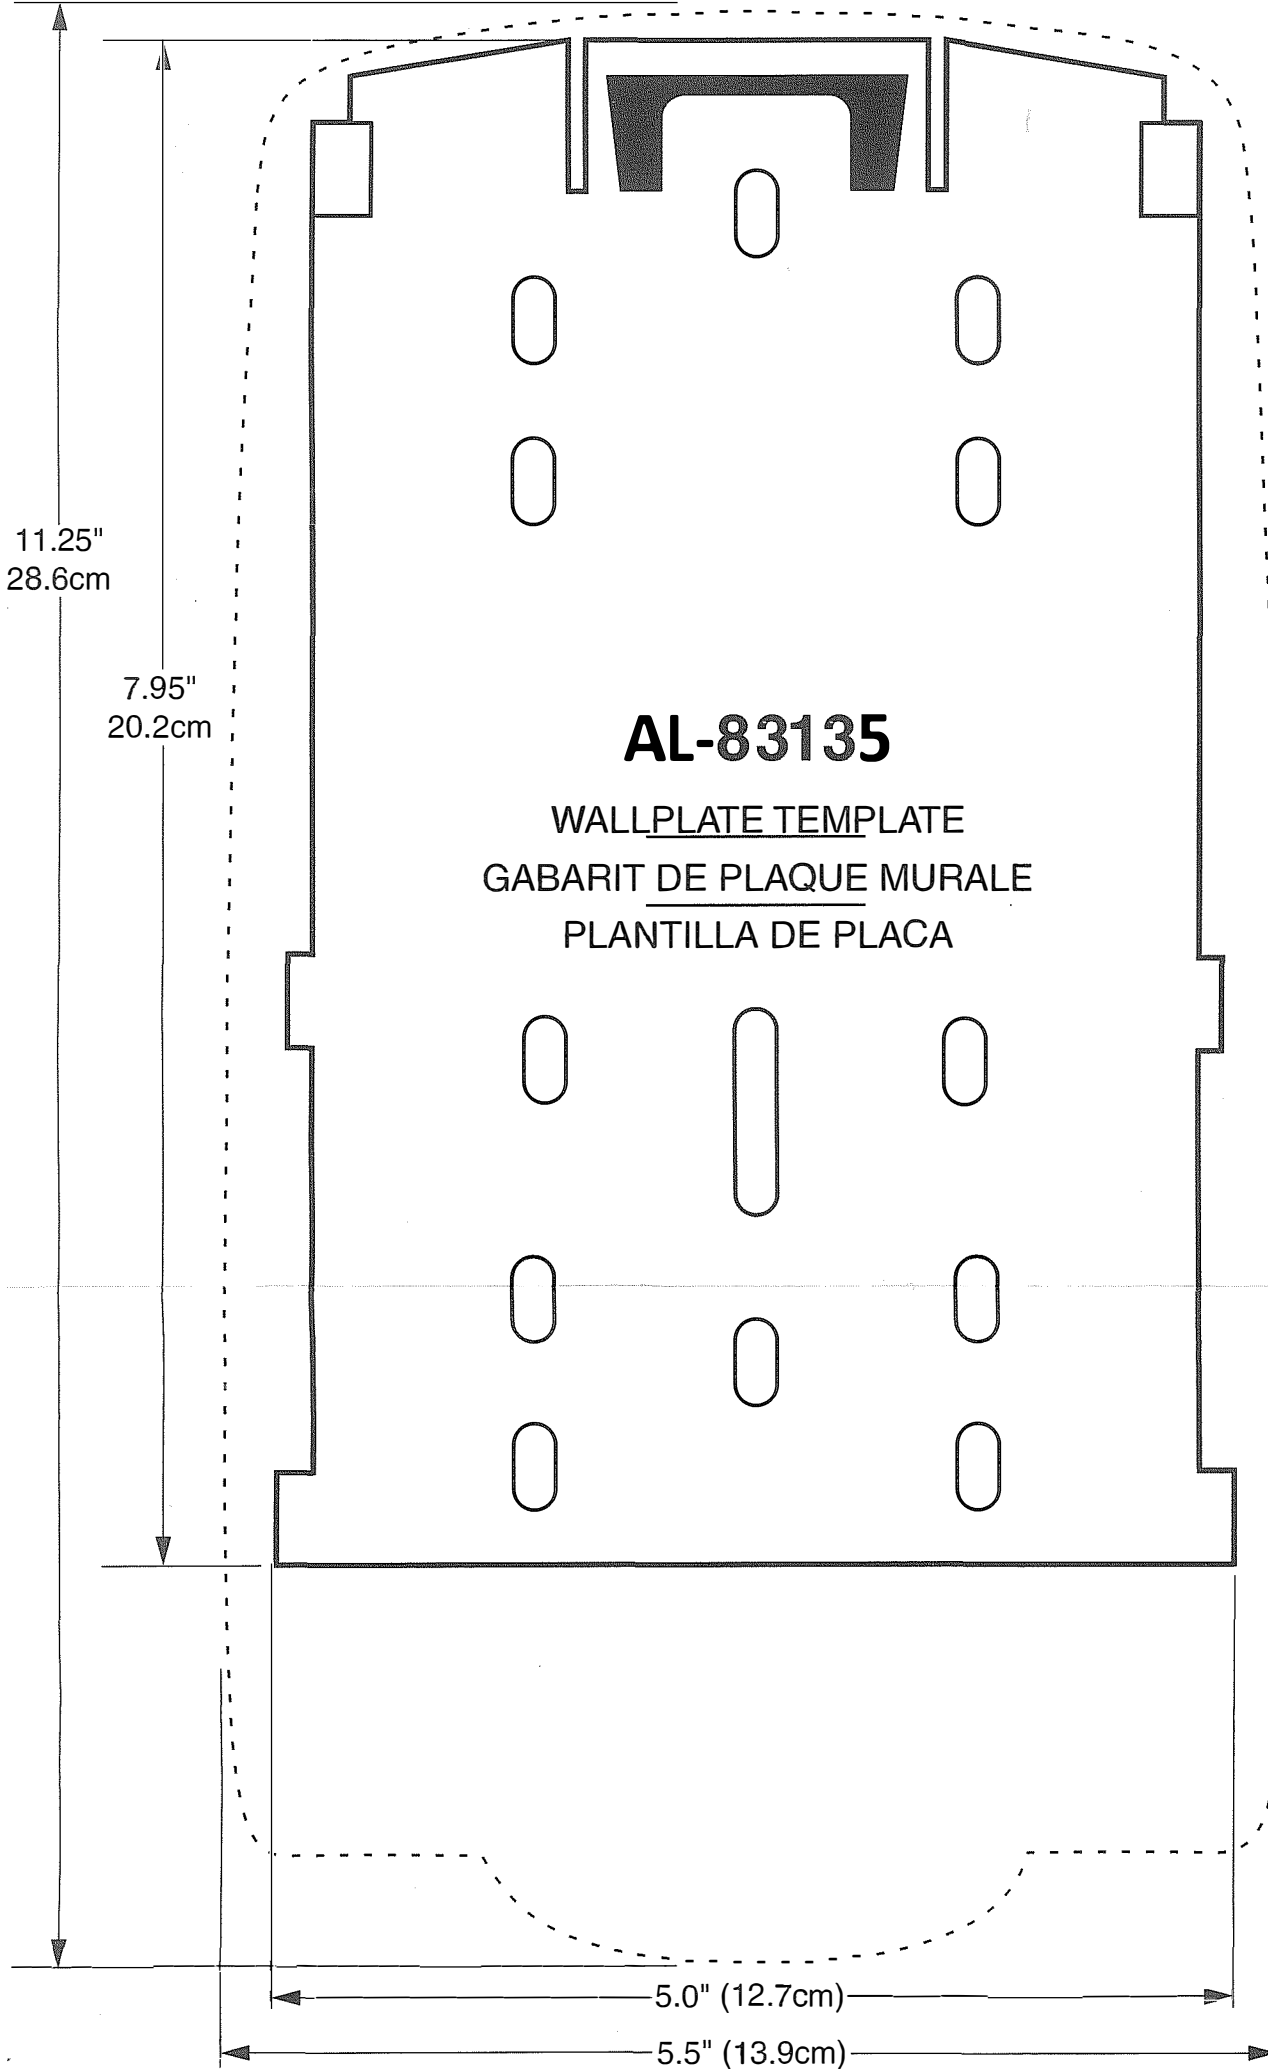 11.25"
28.6cm
7.95"
20.2cm
AL-83135
WALLPLATE TEMPLATE
GABARIT DE PLAQUE MURALE
PLANTILLA DE PLACA
5.0" (12.7cm)
5.5" (13.9cm)